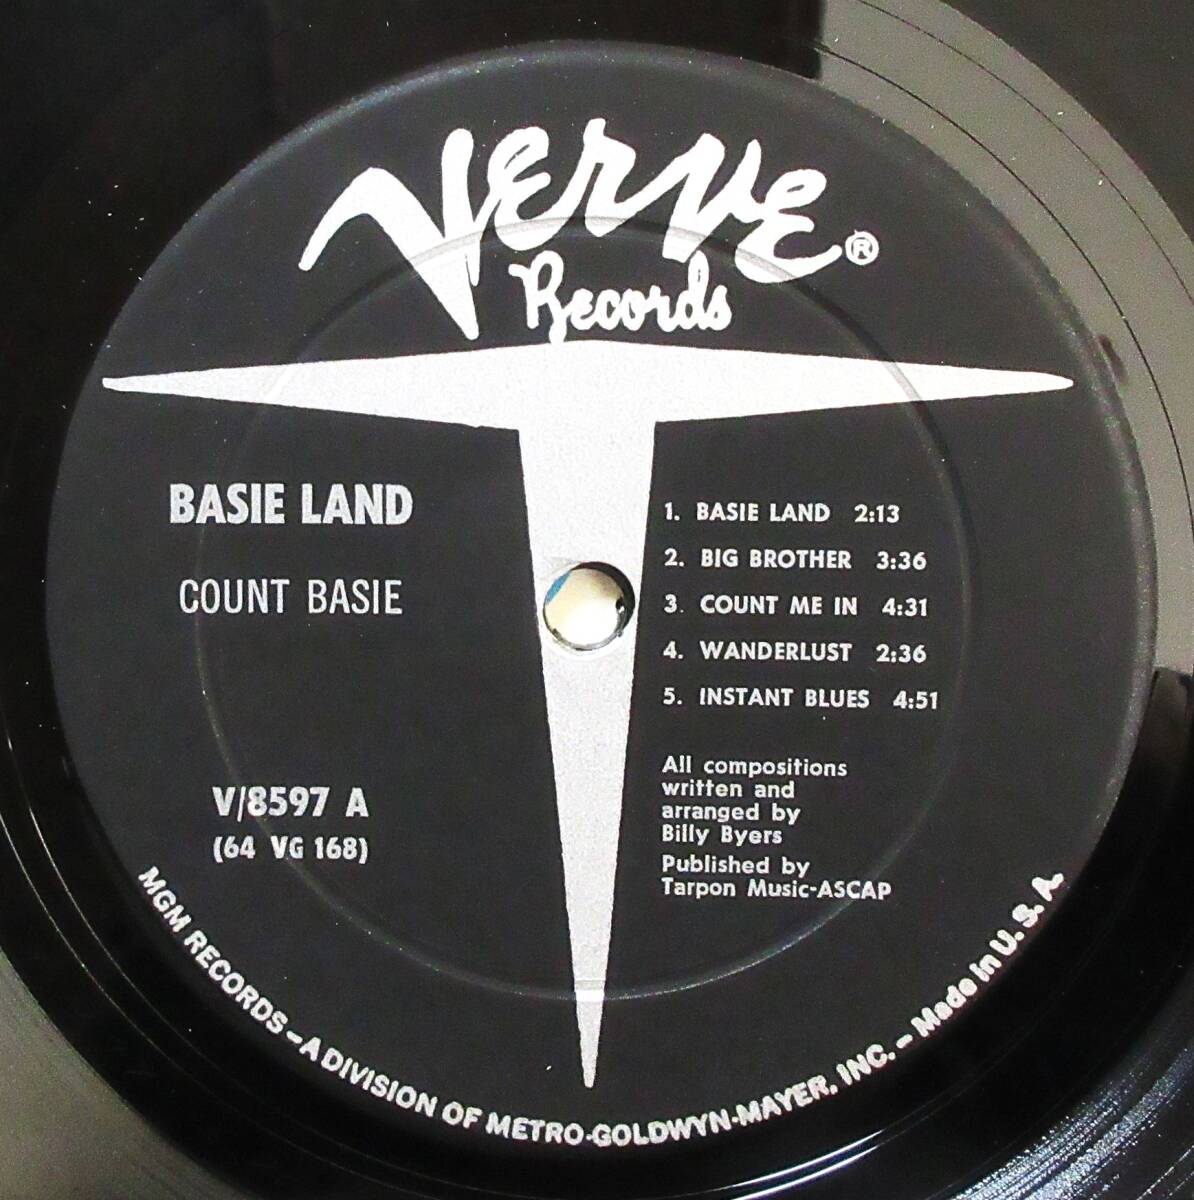 Verve®
Records
BASIE LAND
COUNT BASIE
1. BASIE LAND 2:13
2. BIG BROTHER 3:36
3. COUNT ME IN 4:31
4. WANDERLUST 2:36
5. INSTANT BLUES 4:51
All compositions
written and
arranged by
Billy Byers
Published by
Tarpon Music-ASCAP
V/8597 A
(64 VG 168)
MGM RECORDS – A DIVISION OF METRO-GOLDWYN-MAYER, INC. – Made in U. S. A.